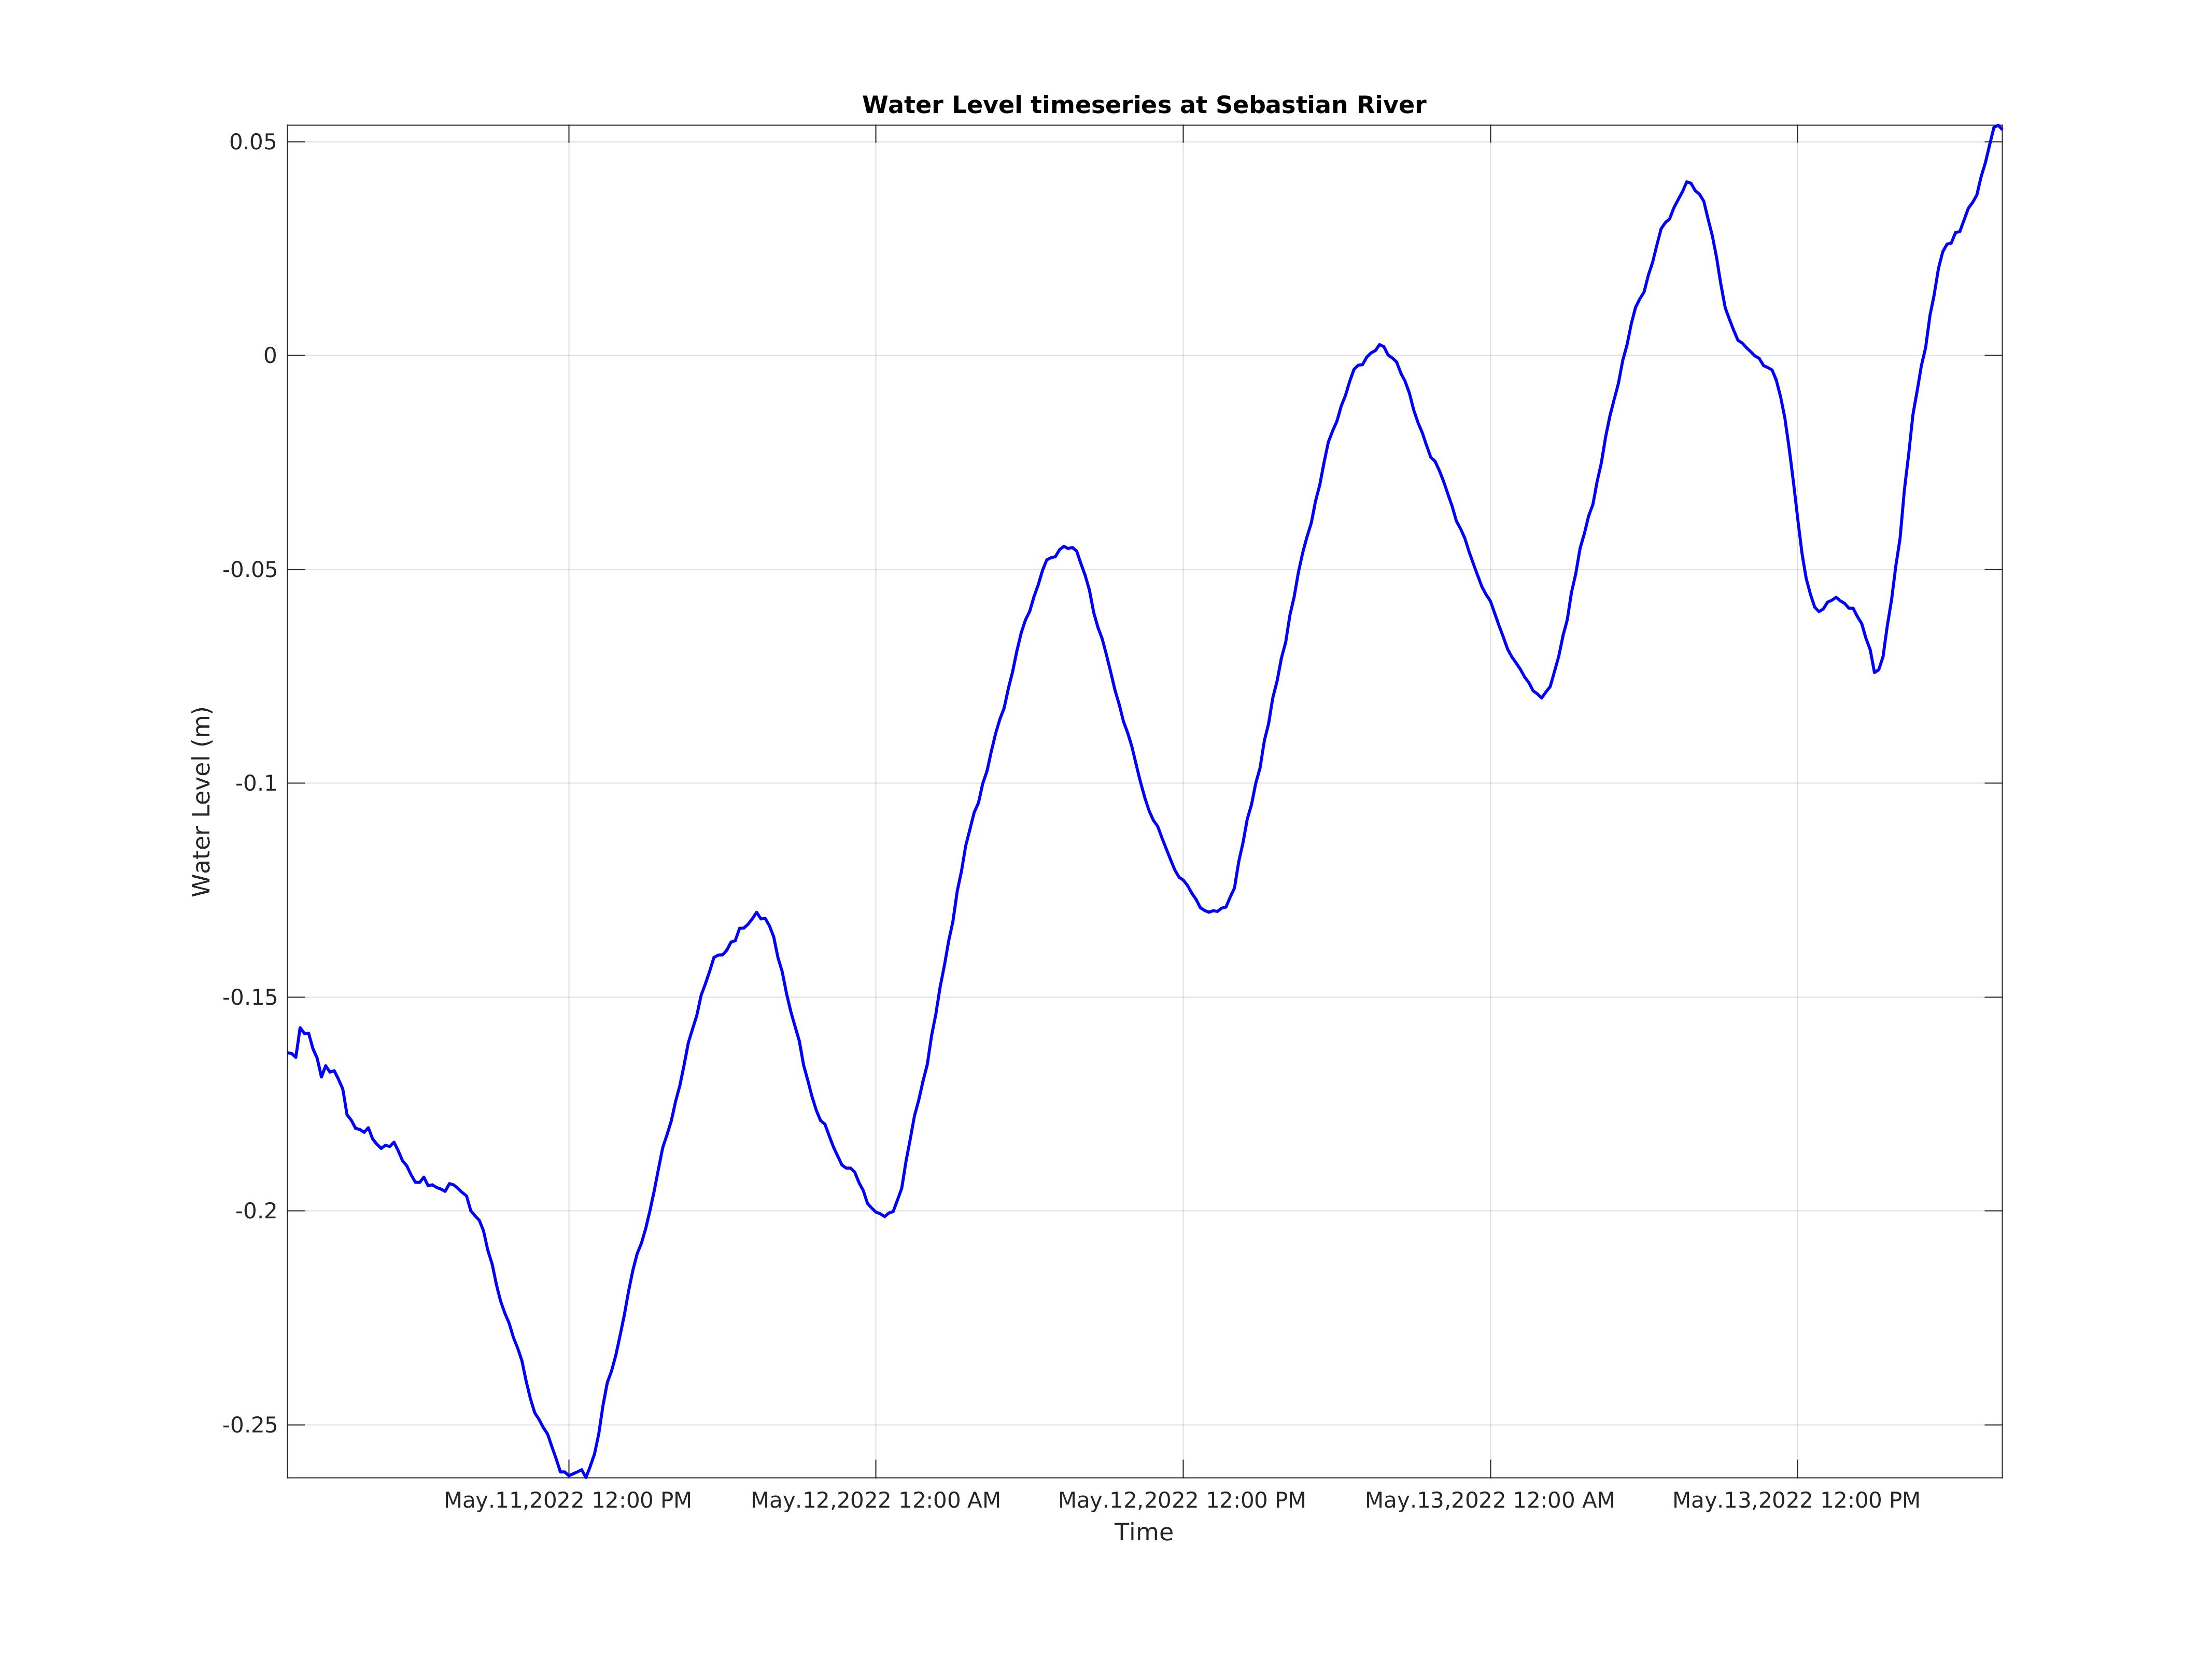 Water Level timeseries at Sebastian River
0.05
0
-0.05
-0.1
-0.15
-0.2
-0.25
Water Level (m)
May.11,2022 12:00 PM
May.12,2022 12:00 AM
May.12,2022 12:00 PM
May.13,2022 12:00 AM
May.13,2022 12:00 PM
Time